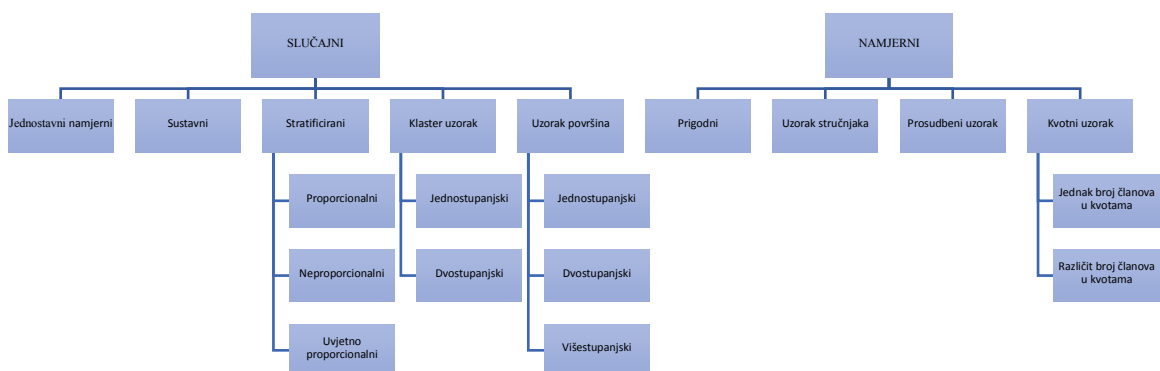 SLUČAJNI
NAMJERNI
Jednostavni namjerni
Sustavni
Stratificirani
Klaster uzorak
Uzorak površina
Prigodni
Uzorak stručnjaka
Prosudbeni uzorak
Kvotni uzorak
Proporcionalni
Jednostupanjski
Jednostupanjski
Jednak broj članova
u kvotama
Neproporcionalni
Dvostupanjski
Dvostupanjski
Različit broj članova
u kvotama
Uvjetno
proporcionalni
Višestupanjski